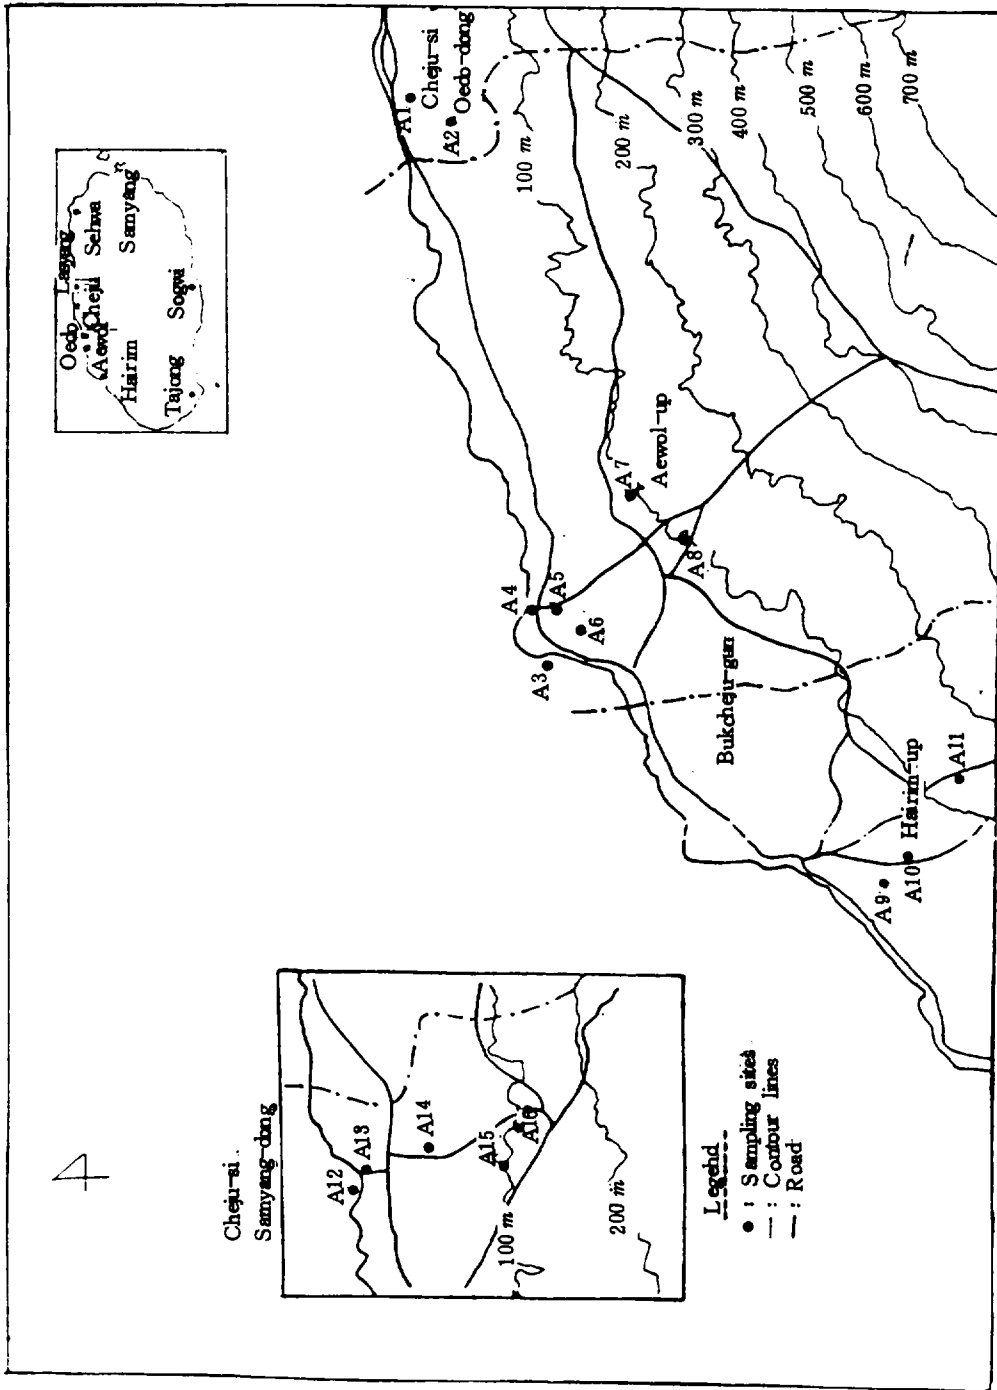 Cheju-si
Samyang-dong
A12
A13
A14
A15
A16
100 m
200 m
Legend
● : Sampling sites
— : Contour lines
— : Road
Oedo
Aewol
Cheju
Sehwa
Samyang
Hairim
Tajong
Sogwi
A1
Cheju-si
A2
Oedo-dong
100 m
200 m
300 m
400 m
500 m
600 m
700 m
A3
A4
A5
A6
A7
Aewol-up
A8
Bukcheju-gun
A9
A10
Hairim-up
A11